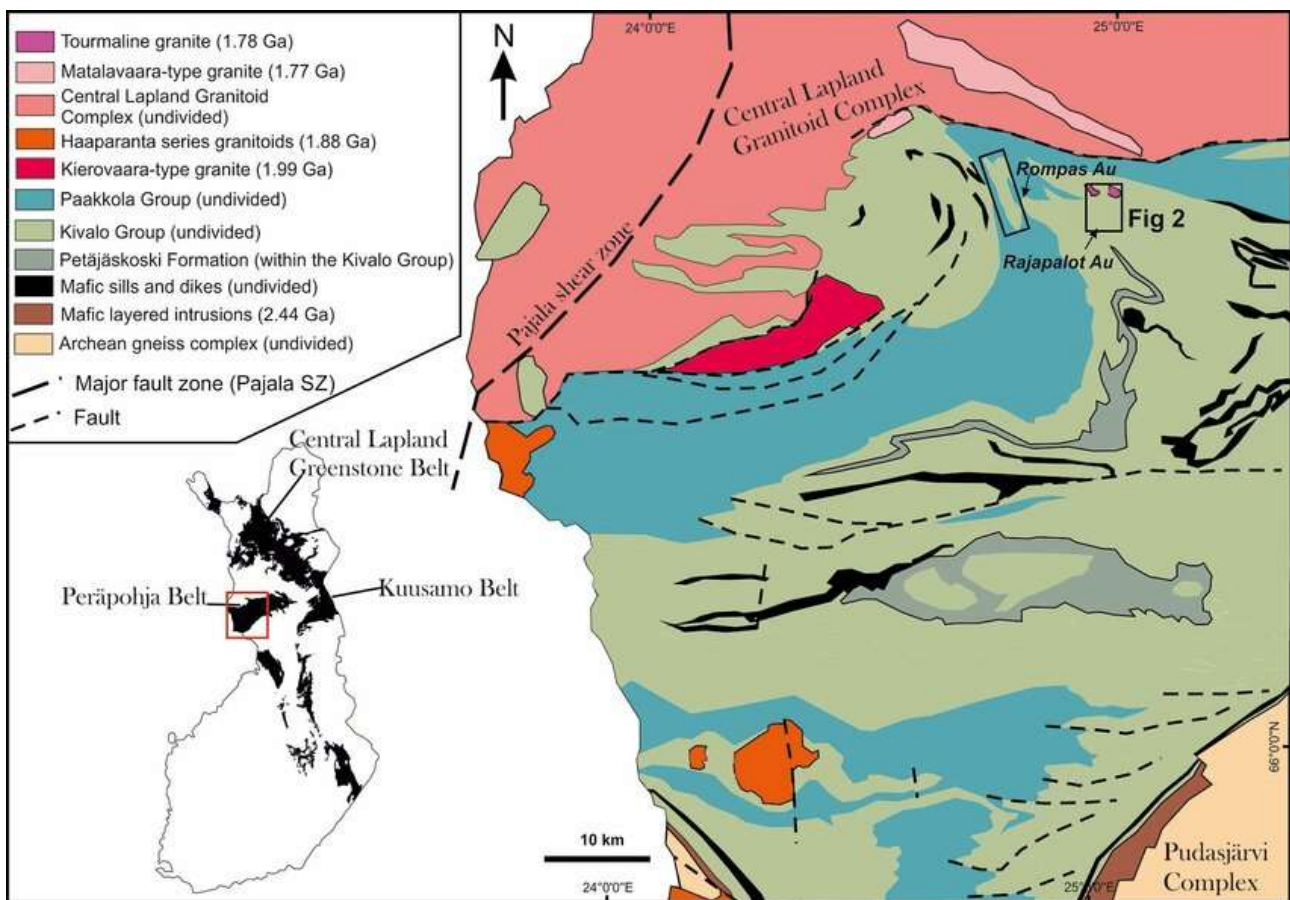 Tourmaline granite (1.78 Ga)
Matalavaara-type granite (1.77 Ga)
Central Lapland Granitoid
Complex (undivided)
Haaparanta series granitoids (1.88 Ga)
Kierovaara-type granite (1.99 Ga)
Paakkola Group (undivided)
Kivalo Group (undivided)
Petäjäskoski Formation (within the Kivalo Group)
Mafic sills and dikes (undivided)
Mafic layered intrusions (2.44 Ga)
Archean gneiss complex (undivided)
Major fault zone (Pajala SZ)
Fault
N
24°0'0"E
25°0'0"E
Central Lapland
Granitoid Complex
Pajala shear zone
Rompas Au
Fig 2
Rajapalot Au
Central Lapland
Greenstone Belt
Peräpohja Belt
Kuusamo Belt
66°0'0"N
10 km
24°0'0"E
25°0'0"E
Pudasjärvi
Complex